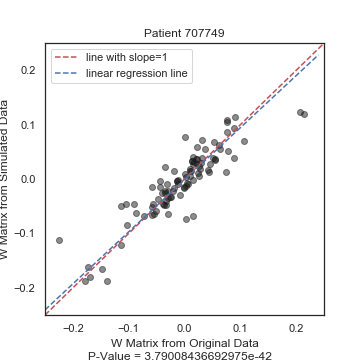 Patient 707749
line with slope=1
linear regression line
W Matrix from Simulated Data
0.2
0.1
0.0
−0.1
−0.2
−0.2 −0.1 0.0 0.1 0.2
W Matrix from Original Data
P-Value = 3.79008436692975e-42